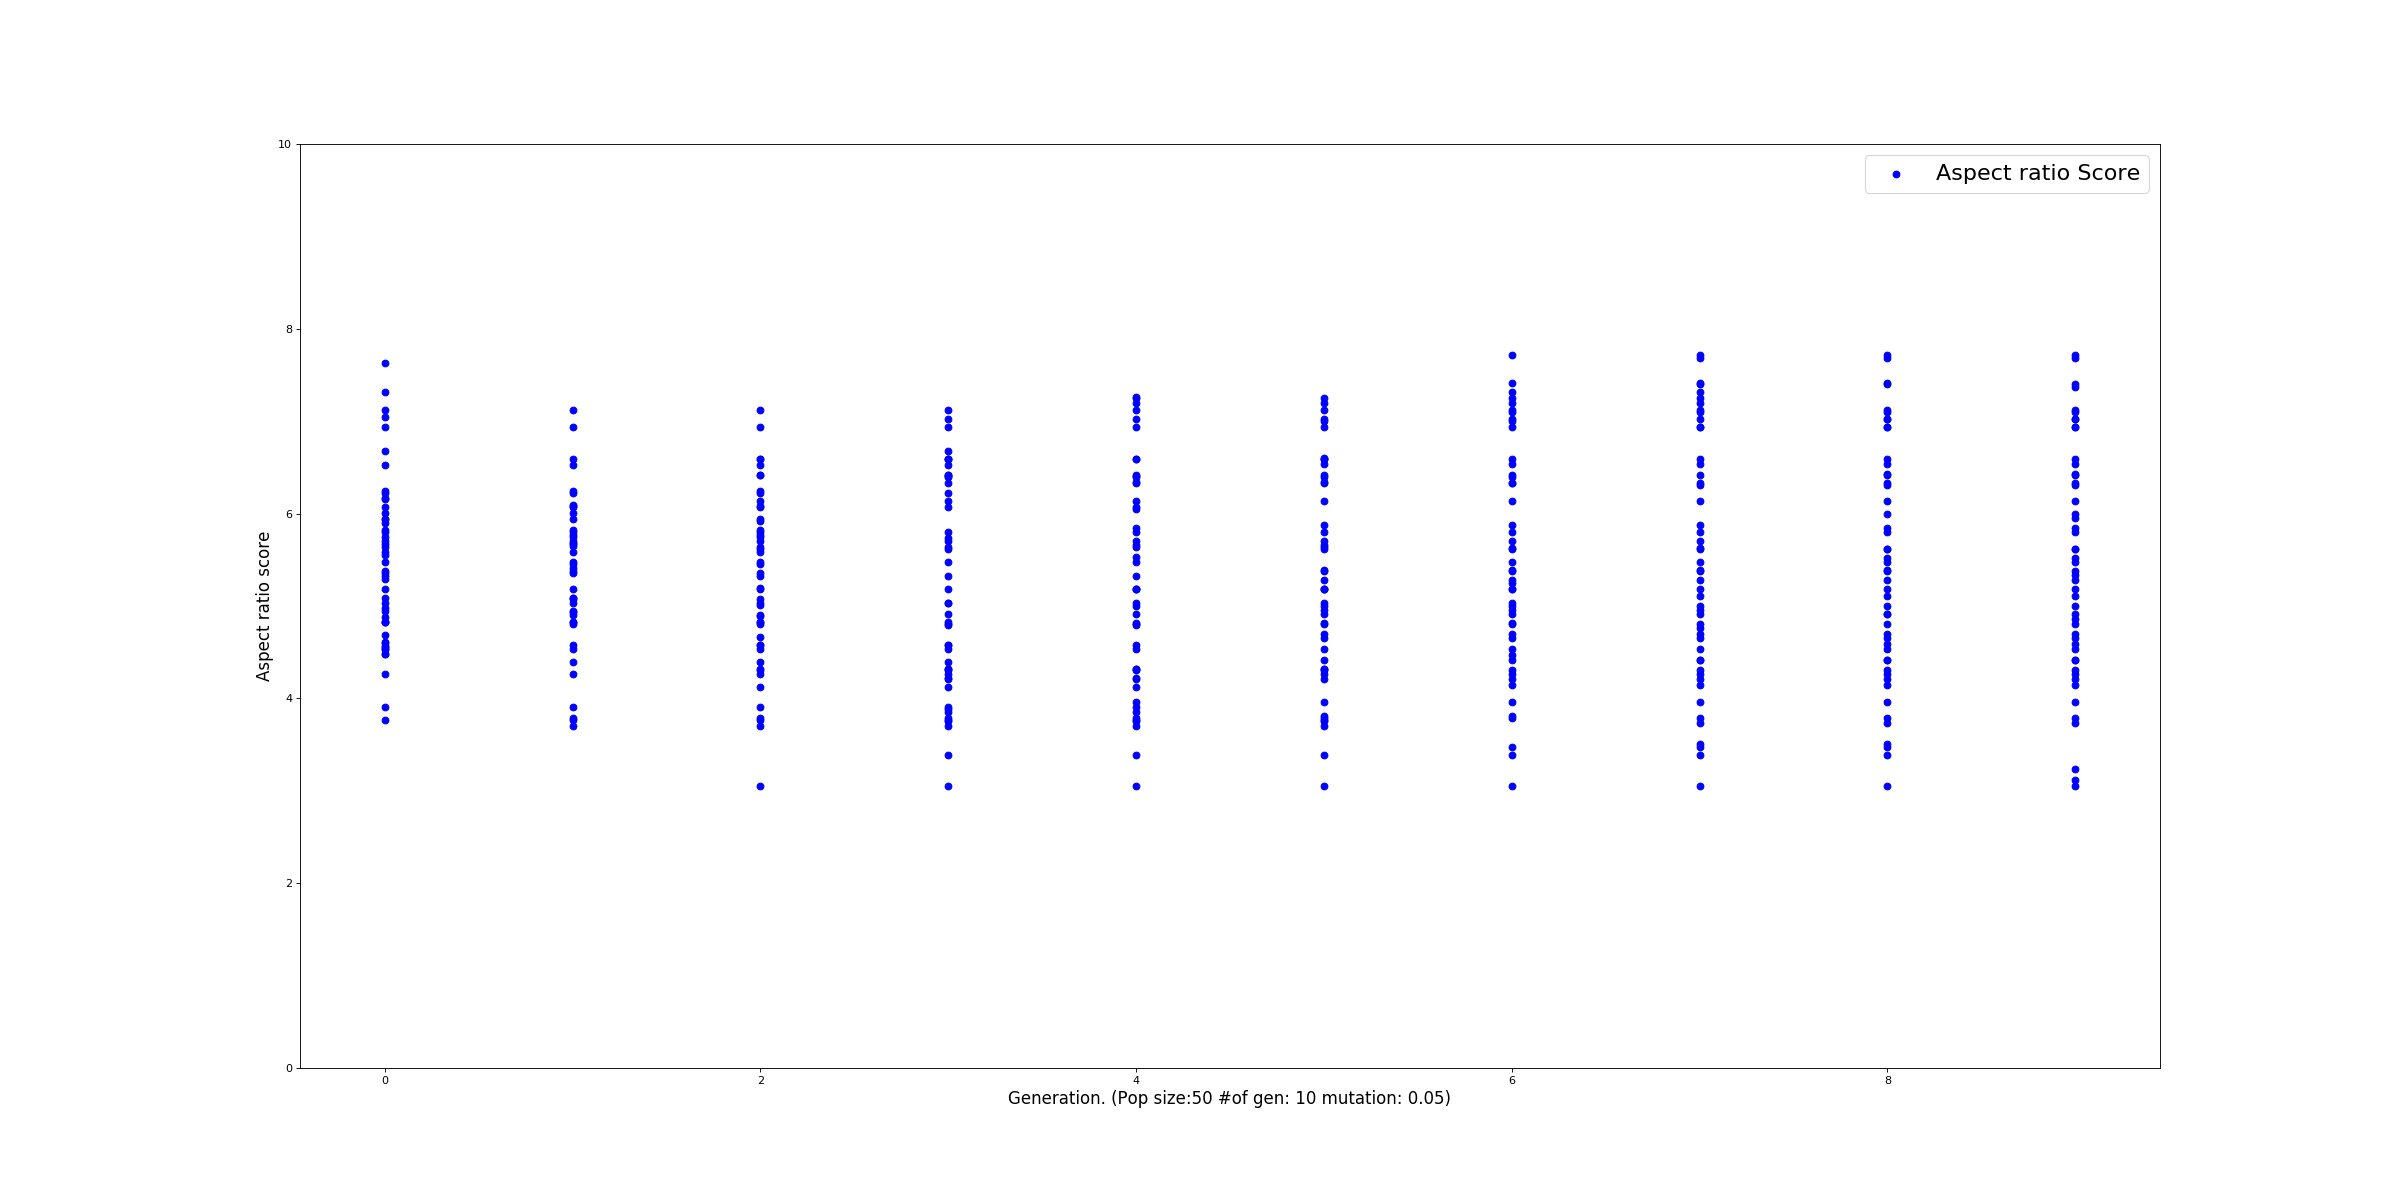 10
Aspect ratio Score
8
6
Aspect ratio score
4
2
0
0 2 4 6 8
Generation. (Pop size:50 #of gen: 10 mutation: 0.05)